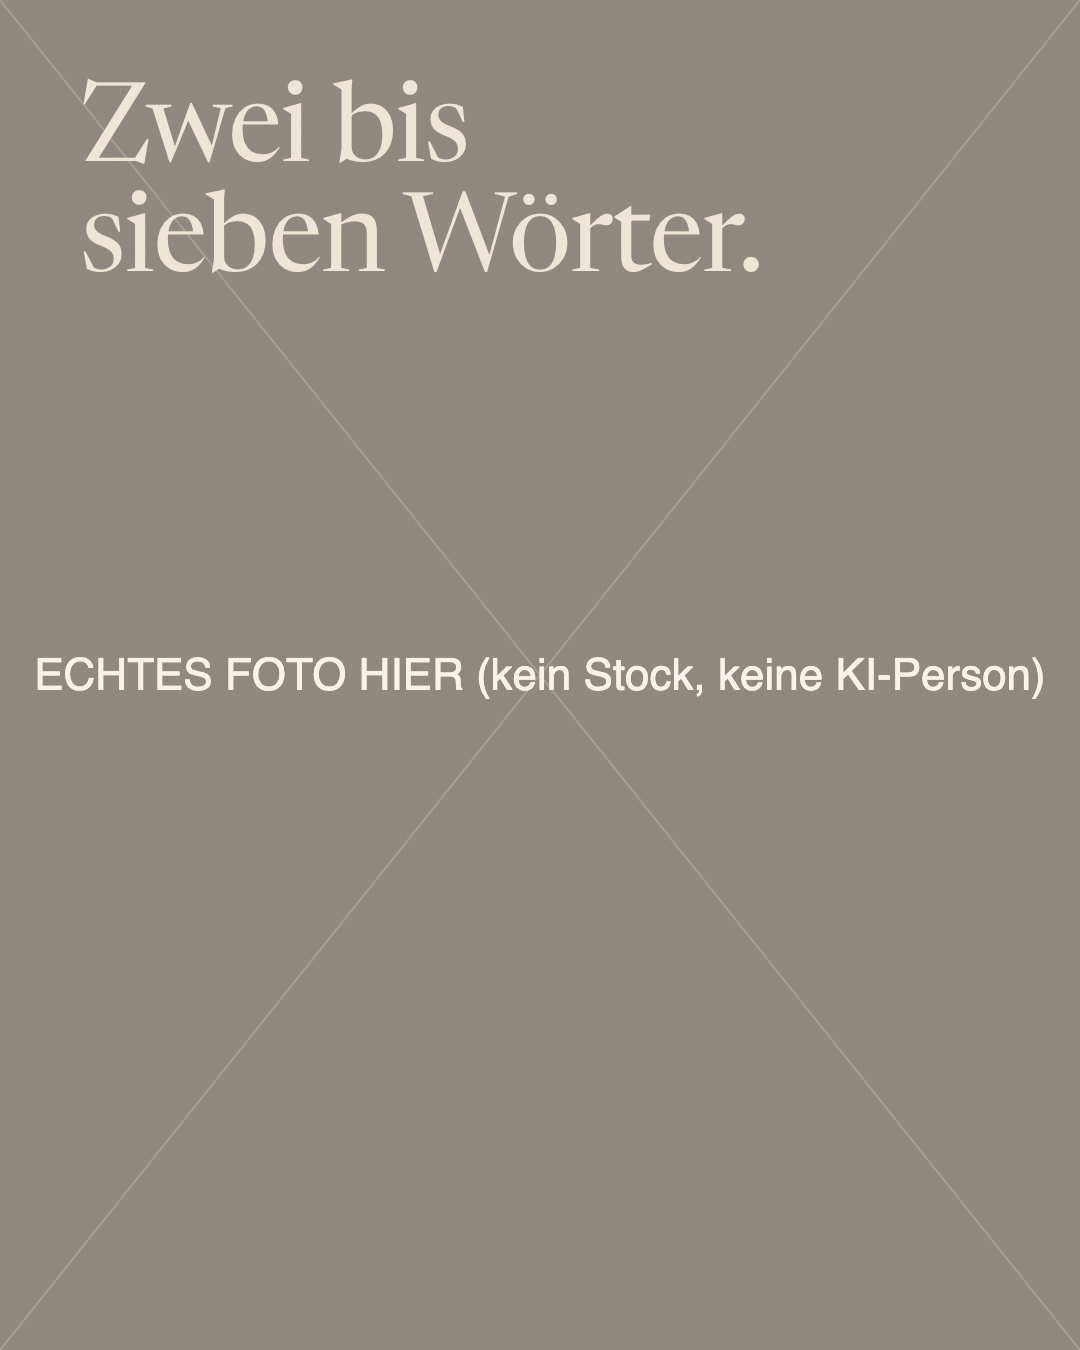 Zwei bis
sieben Wörter.
ECHTES FOTO HIER (kein Stock, keine KI-Person)